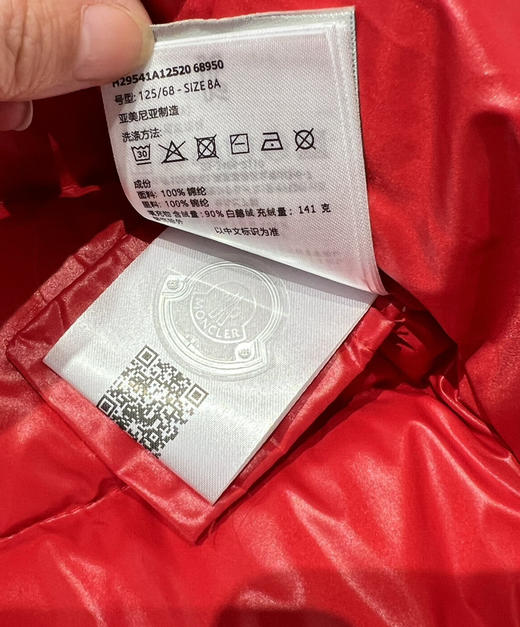 H29541A12520 68950
号型: 125/68 - SIZE 8A
亚美尼亚制造
洗涤方法:
30
成份
面料: 100% 锦纶
里料: 100% 锦纶
填充物 含绒量: 90% 白鹅绒 充绒量: 141 克
以中文标识为准
MONCLER